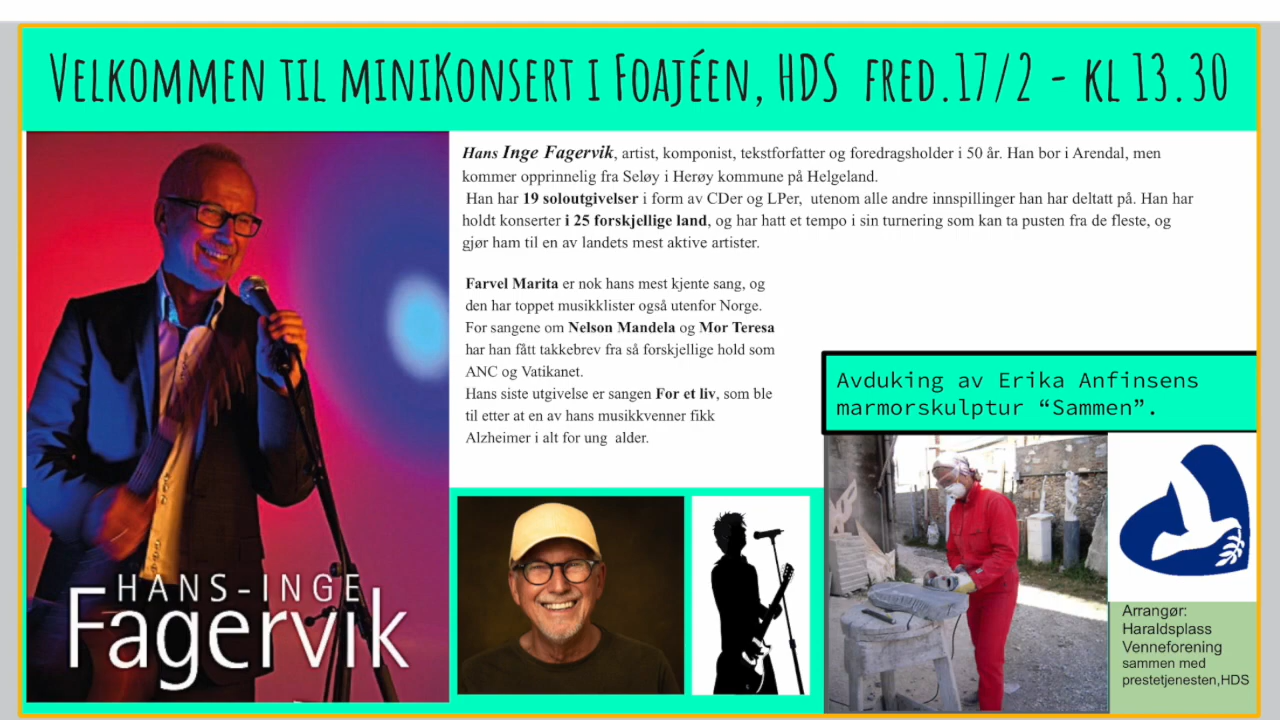 Velkommen til miniKonsert i Foajéen, HDS fred.17/2 - kl 13.30
Hans Inge Fagervik, artist, komponist, tekstforfatter og foredragsholder i 50 år. Han bor i Arendal, men
kommer opprinnelig fra Seløy i Herøy kommune på Helgeland.
Han har 19 soloutgivelser i form av CDer og LPer, utenom alle andre innspillinger han har deltatt på. Han har
holdt konserter i 25 forskjellige land, og har hatt et tempo i sin turnering som kan ta pusten fra de fleste, og
gjør ham til en av landets mest aktive artister.
Farvel Marita er nok hans mest kjente sang, og
den har toppet musikklister også utenfor Norge.
For sangene om Nelson Mandela og Mor Teresa
har han fått takkebrev fra så forskjellige hold som
ANC og Vatikanet.
Hans siste utgivelse er sangen For et liv, som ble
til etter at en av hans musikkvenner fikk
Alzheimer i alt for ung alder.
HANS-INGE
Fagervik
Avduking av Erika Anfinsens
marmorskulptur “Sammen”.
Arrangør:
Haraldsplass
Venneforening
sammen med
prestetjenesten,HDS